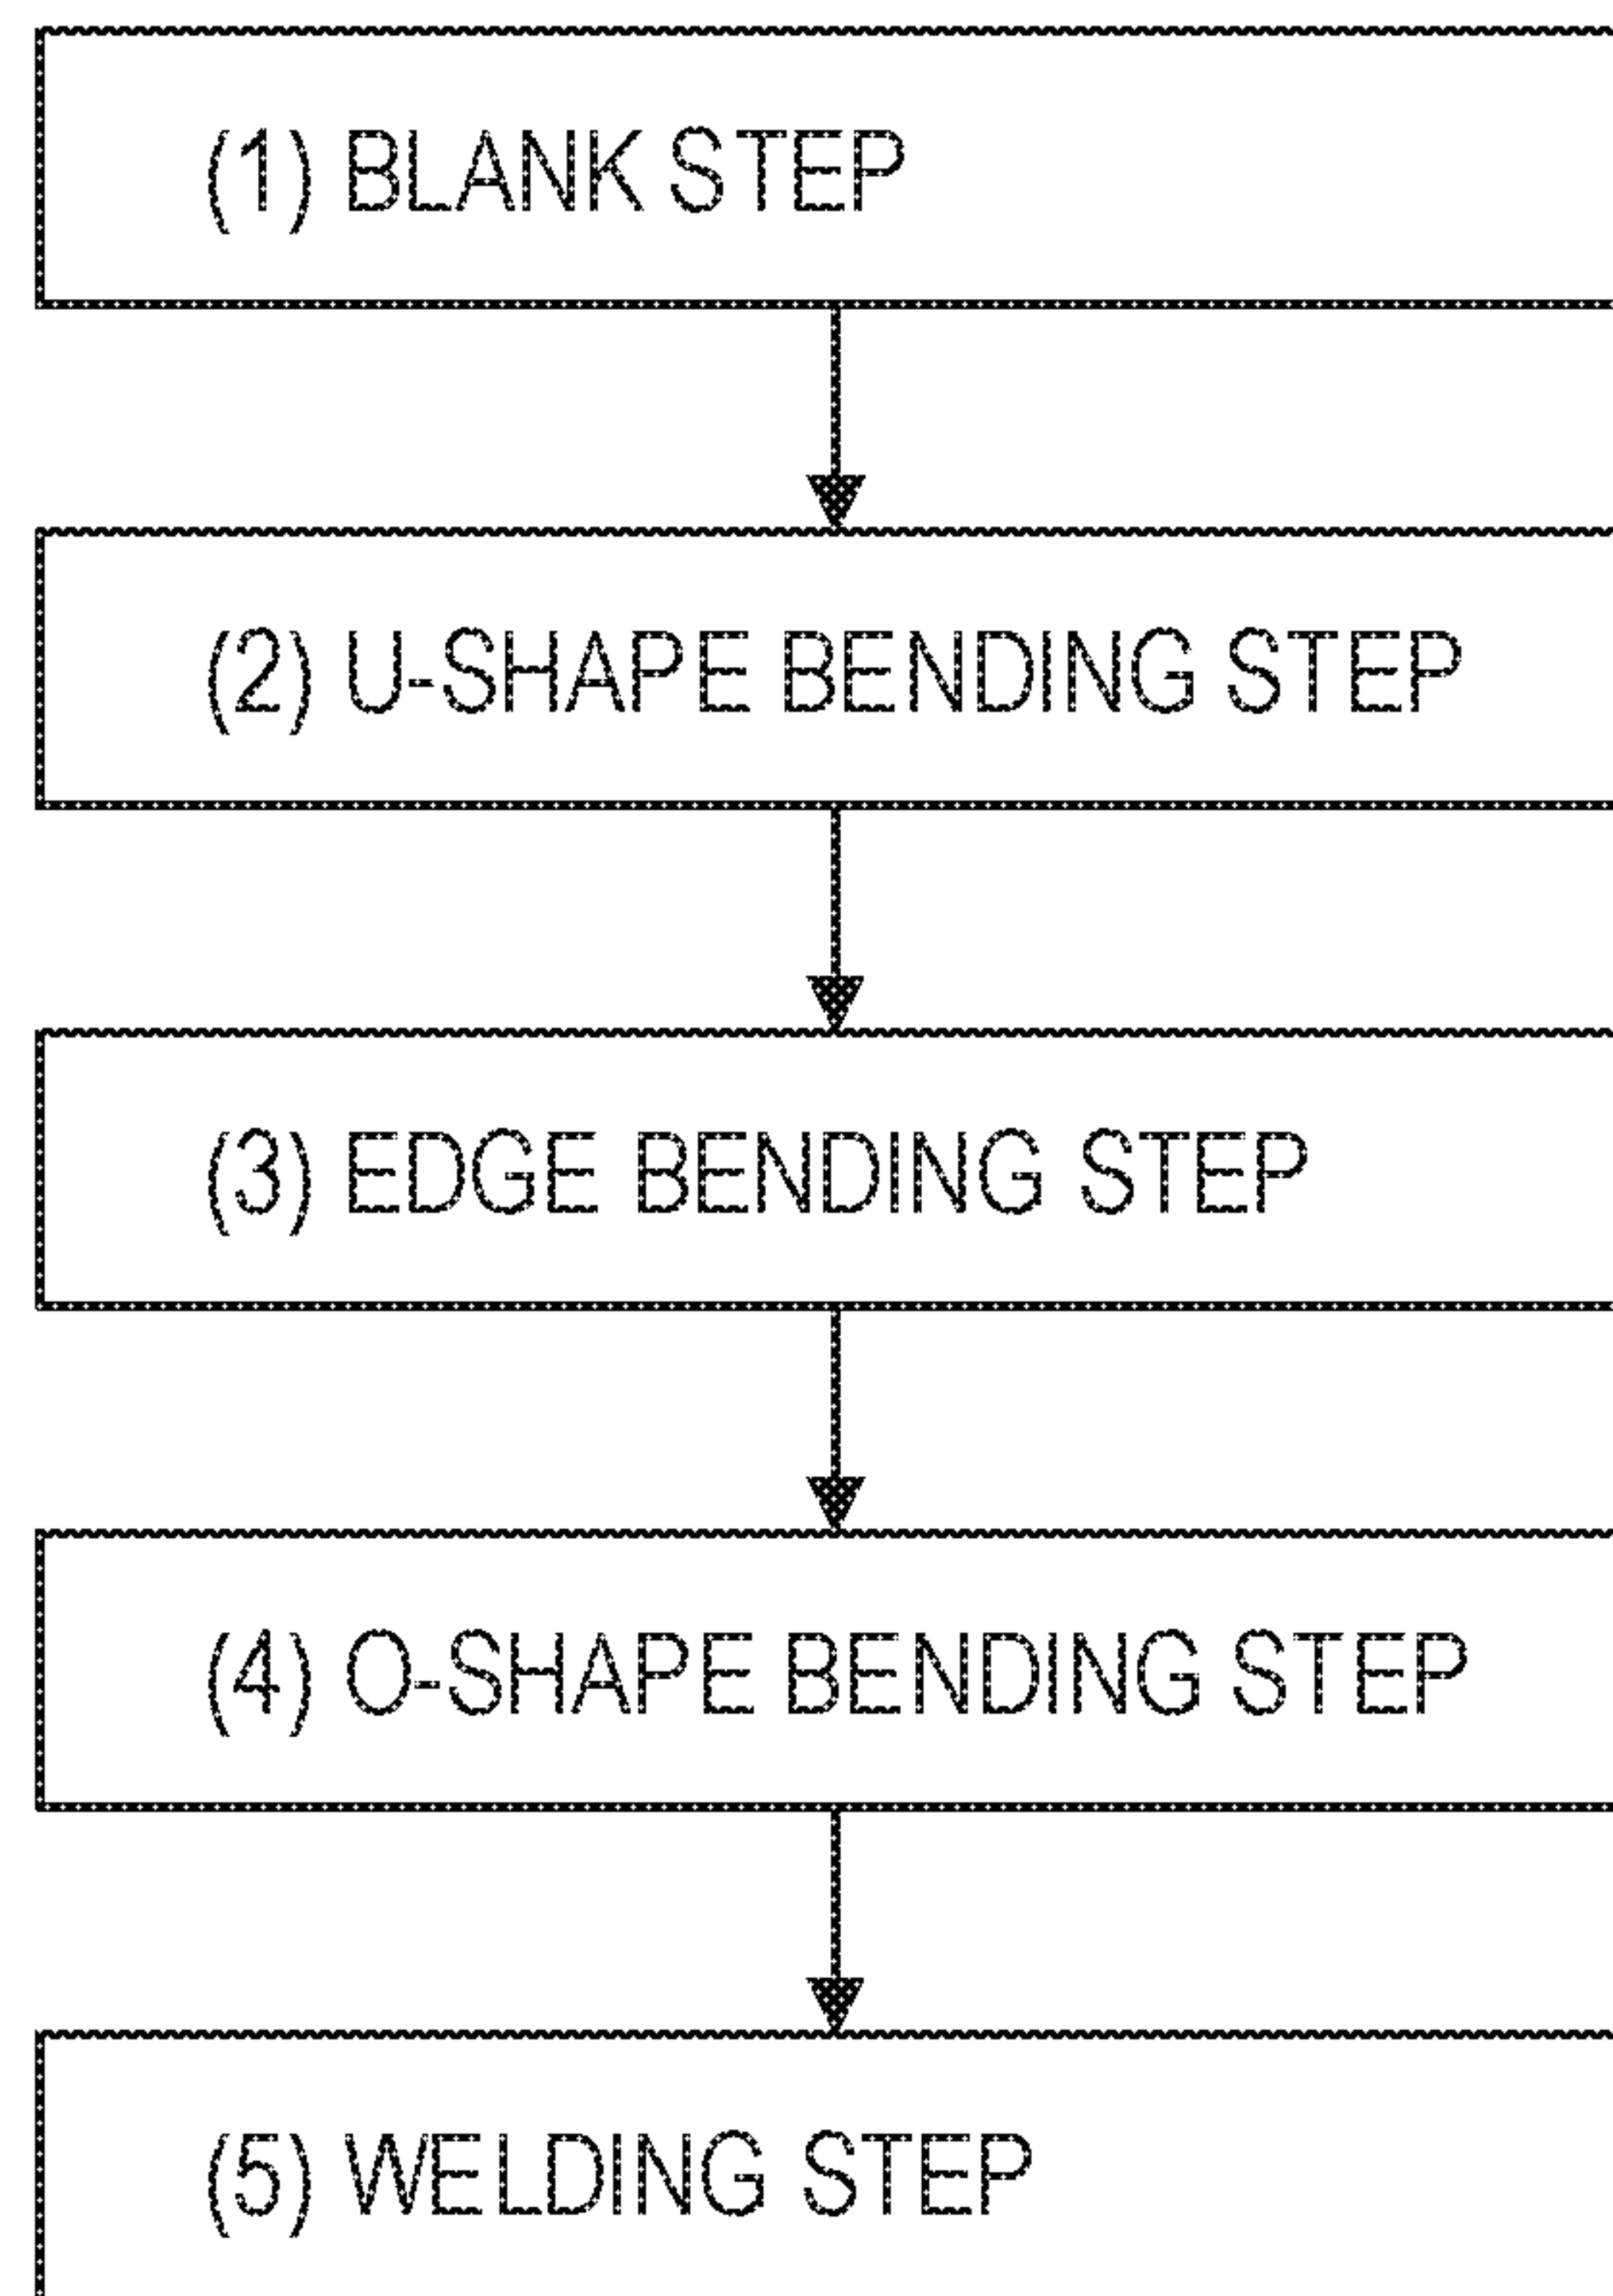 (1) BLANK STEP
(2) U-SHAPE BENDING STEP
(3) EDGE BENDING STEP
(4) O-SHAPE BENDING STEP
(5) WELDING STEP